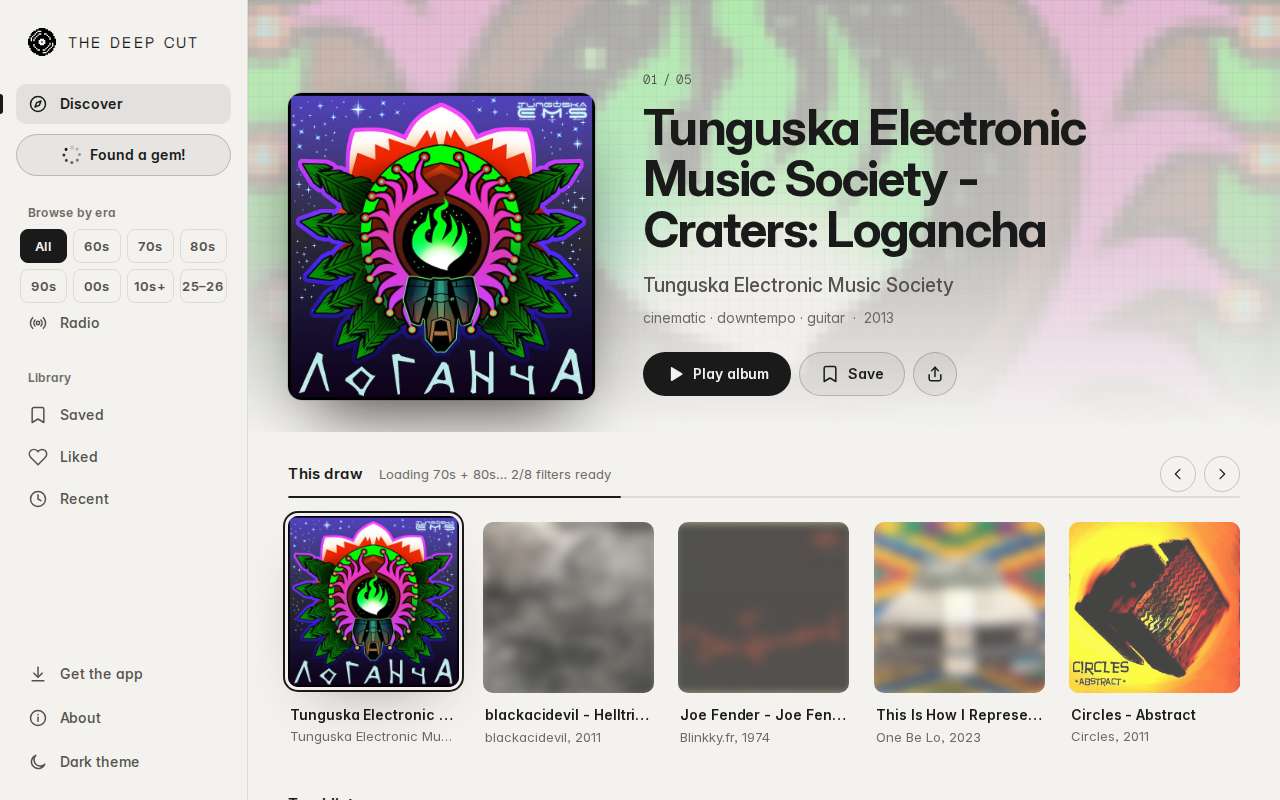 THE DEEP CUT
Discover
Found a gem!
Browse by era
All
60s
70s
80s
90s
00s
10s+
25–26
Radio
Library
Saved
Liked
Recent
Get the app
About
Dark theme
TUNGUSKA
EMS
ЛОГАНЧА
01 / 05
Tunguska Electronic
Music Society -
Craters: Logancha
Tunguska Electronic Music Society
cinematic · downtempo · guitar · 2013
Play album
Save
This draw
Loading 70s + 80s... 2/8 filters ready
TUNGUSKA
EMS
ЛОГАНЧА
CIRCLES
•ABSTRACT•
Tunguska Electronic ...
Tunguska Electronic Mu...
blackacidevil - Helltri...
blackacidevil, 2011
Joe Fender - Joe Fen...
Blinkky.fr, 1974
This Is How I Represe...
One Be Lo, 2023
Circles - Abstract
Circles, 2011